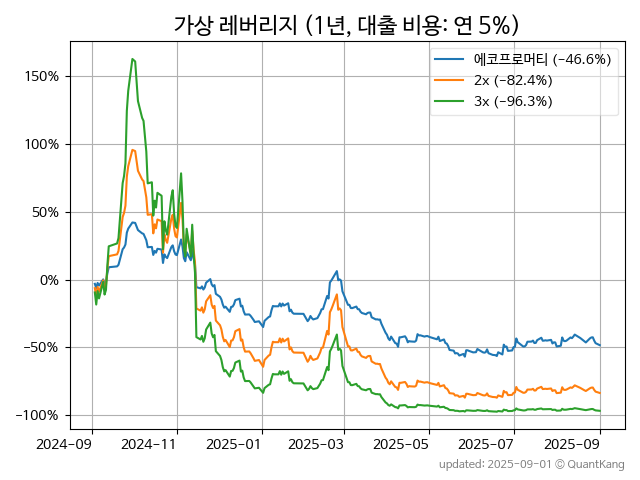 가상 레버리지 (1년, 대출 비용: 연 5%)
에코프로머티 (−46.6%)
2x (−82.4%)
3x (−96.3%)
150%
100%
50%
0%
−50%
−100%
2024-09 2024-11 2025-01 2025-03 2025-05 2025-07 2025-09
updated: 2025-09-01 © QuantKang